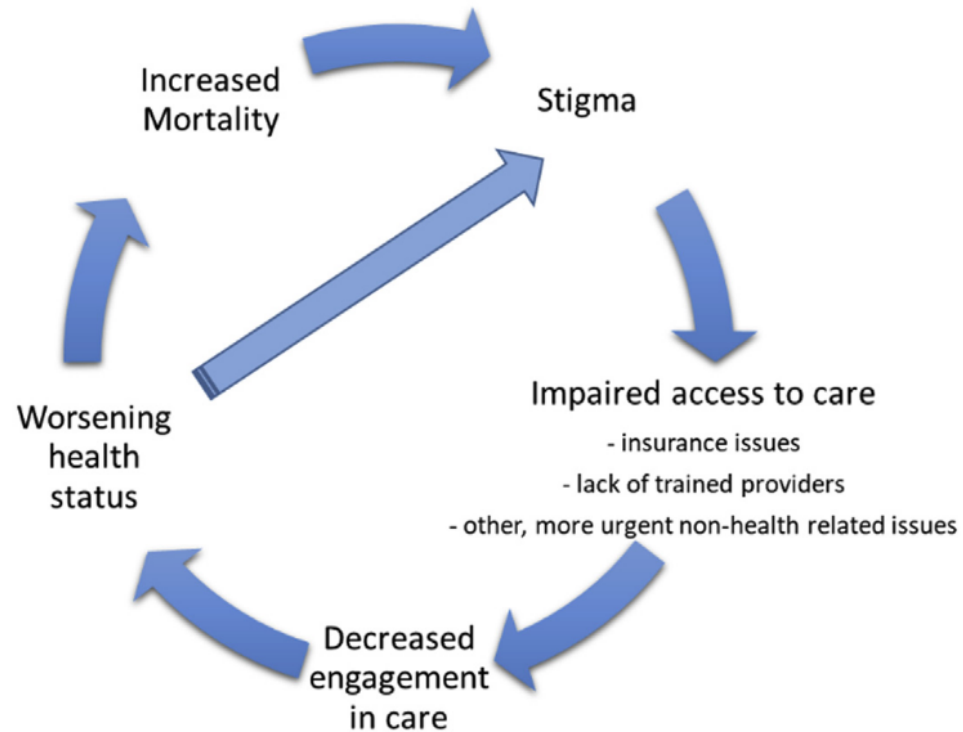 Increased
Mortality
Stigma
Impaired access to care
- insurance issues
- lack of trained providers
- other, more urgent non-health related issues
Decreased
engagement
in care
Worsening
health
status